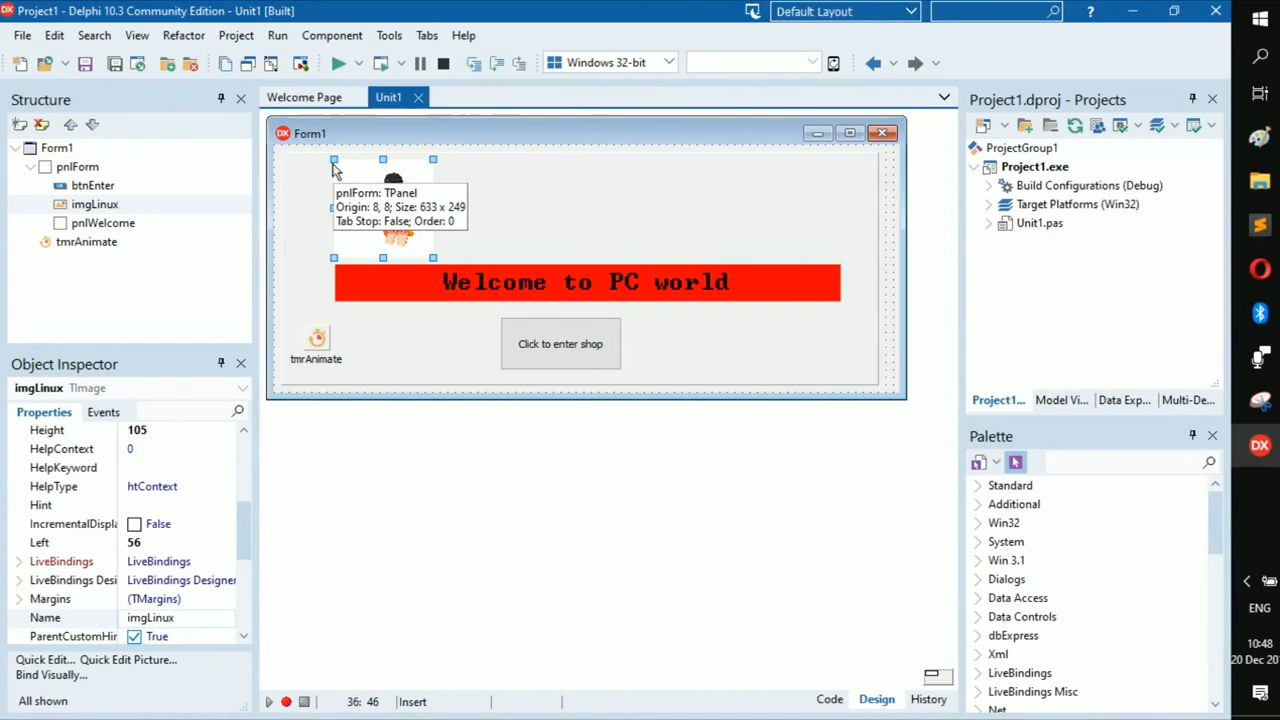 Project1 - Delphi 10.3 Community Edition - Unit1 [Built]
Default Layout
?
File Edit Search View Refactor Project Run Component Tools Tabs Help
Windows 32-bit
Structure
Form1
pnlForm
btnEnter
imgLinux
pnlWelcome
tmrAnimate
Object Inspector
imgLinux TImage
Properties Events
Height 105
HelpContext 0
HelpKeyword
HelpType htContext
Hint
IncrementalDispla False
Left 56
LiveBindings LiveBindings
LiveBindings Desi LiveBindings Designer
Margins (TMargins)
Name imgLinux
ParentCustomHin True
Quick Edit... Quick Edit Picture...
Bind Visually...
All shown
Welcome Page Unit1
DX Form1
pnlForm: TPanel
Origin: 8, 8; Size: 633 x 249
Tab Stop: False; Order: 0
Welcome to PC world
tmrAnimate
Click to enter shop
36: 46 Insert
Code Design History
Project1.dproj - Projects
ProjectGroup1
Project1.exe
Build Configurations (Debug)
Target Platforms (Win32)
Unit1.pas
Project1... Model Vi... Data Exp... Multi-De...
Palette
Standard
Additional
Win32
System
Win 3.1
Dialogs
Data Access
Data Controls
dbExpress
Xml
LiveBindings
LiveBindings Misc
Net
DX
ENG
10:48
20 Dec 20